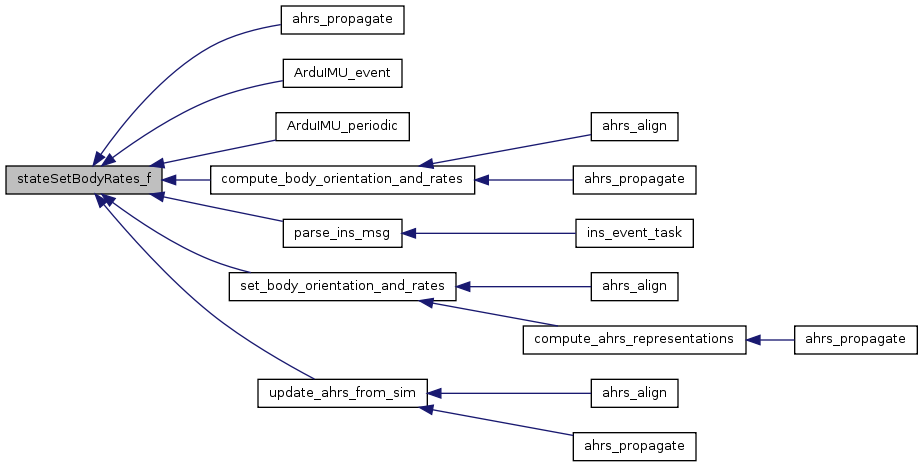 ahrs_propagate
ArduIMU_event
ArduIMU_periodic
ahrs_align
stateSetBodyRates_f
compute_body_orientation_and_rates
ahrs_propagate
parse_ins_msg
ins_event_task
set_body_orientation_and_rates
ahrs_align
compute_ahrs_representations
ahrs_propagate
update_ahrs_from_sim
ahrs_align
ahrs_propagate